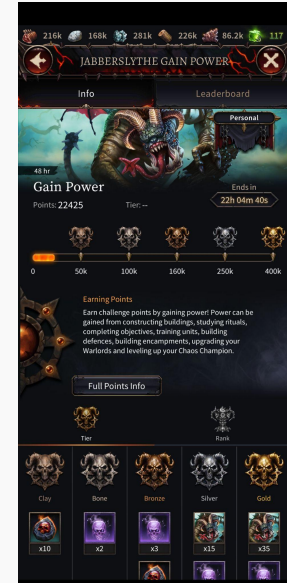 216k 168k 281k 226k 86.2k 117
JABBERSLYTHE GAIN POWER
Info Leaderboard
Personal
48 hr
Gain Power
Ends in
Points: 22425 Tier: --
22h 04m 40s
0 50k 100k 160k 250k 400k
Earning Points
Earn challenge points by gaining power! Power can be
gained from constructing buildings, studying rituals,
completing objectives, training units, building
defences, building encampments, upgrading your
Warlords and leveling up your Chaos Champion.
Full Points Info
Tier Rank
Clay Bone Bronze Silver Gold
x10 x2 x3 x15 x35